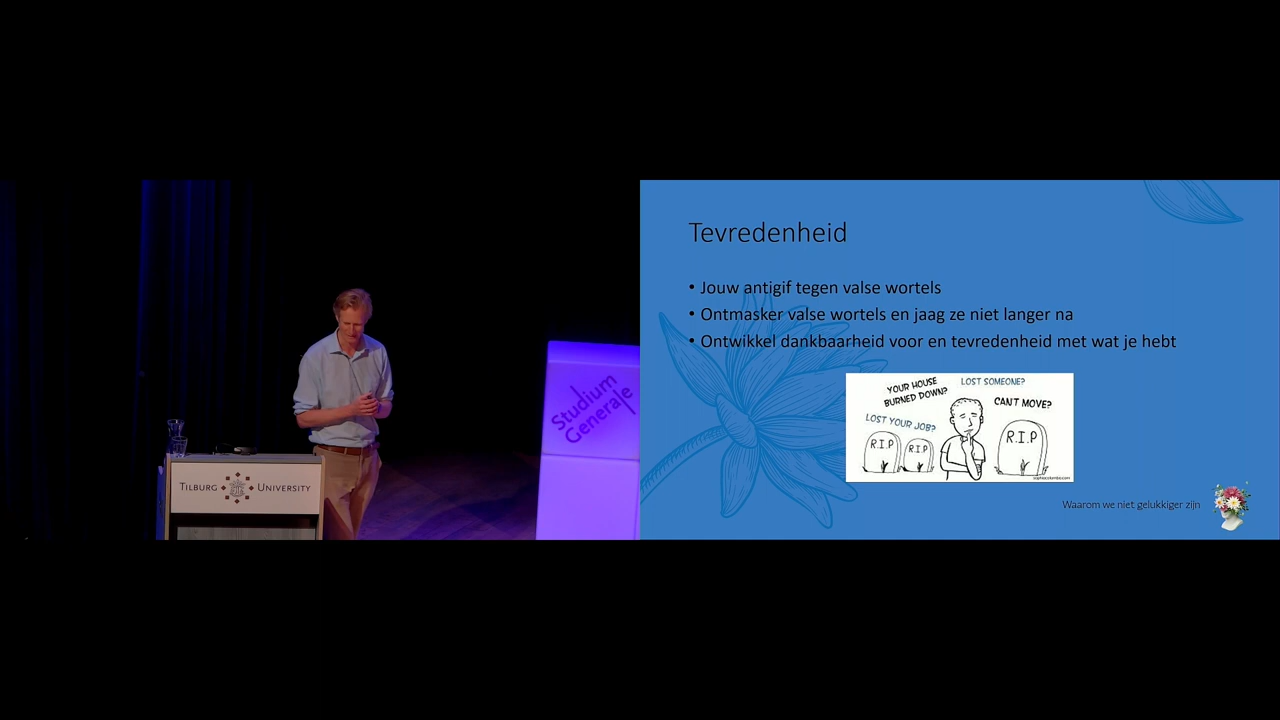 Tevredenheid
• Jouw antigif tegen valse wortels
• Ontmasker valse wortels en jaag ze niet langer na
• Ontwikkel dankbaarheid voor en tevredenheid met wat je hebt
YOUR HOUSE
BURNED DOWN?
LOST SOMEONE?
CAN'T MOVE?
LOST YOUR JOB?
R.I.P
R.I.P
R.I.P
Waarom we niet gelukkiger zijn
Studium
Generale
TILBURG UNIVERSITY